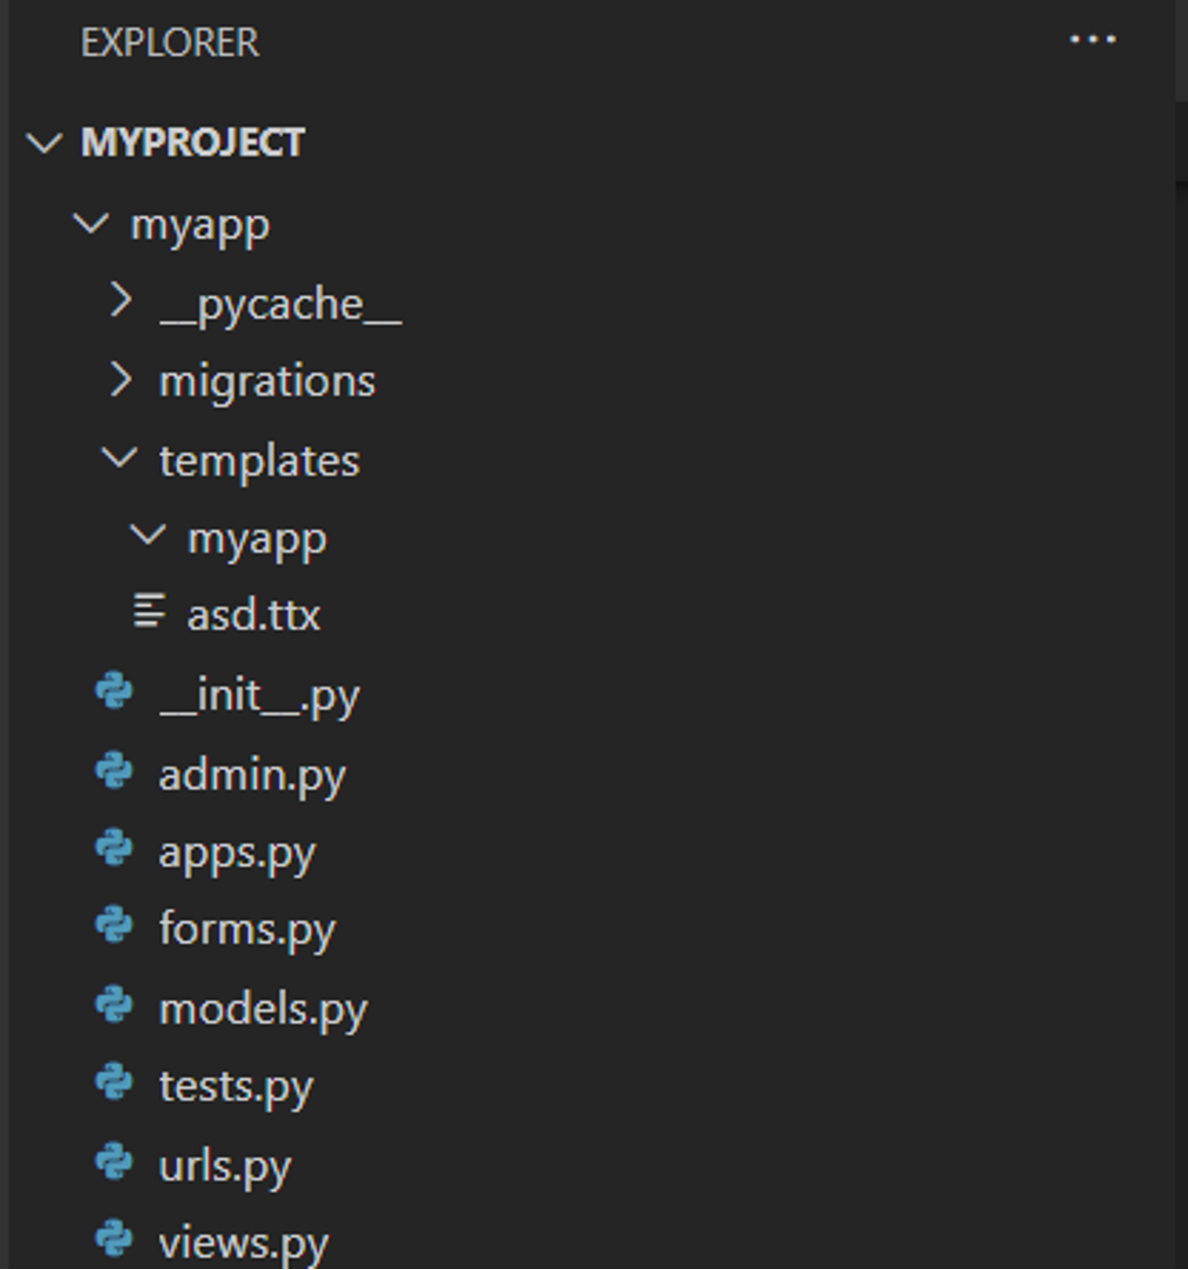 EXPLORER
MYPROJECT
myapp
__pycache__
migrations
templates
myapp
asd.ttx
__init__.py
admin.py
apps.py
forms.py
models.py
tests.py
urls.py
views.py